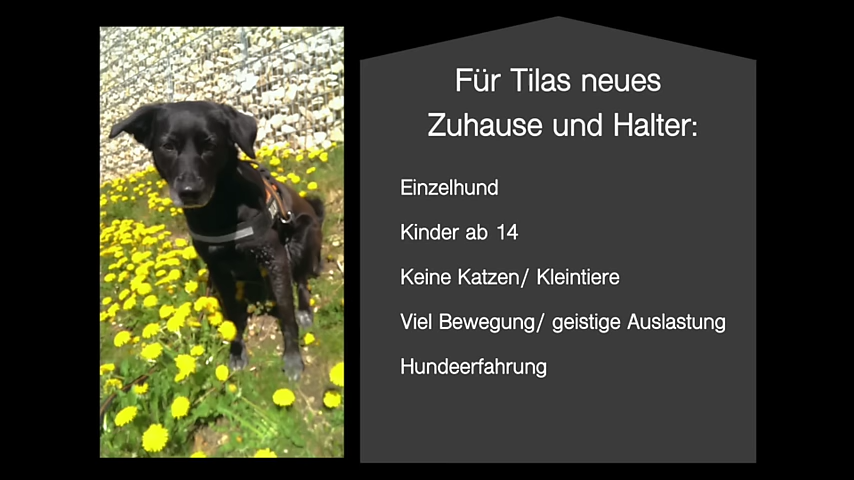 Für Tilas neues
Zuhause und Halter:
Einzelhund
Kinder ab 14
Keine Katzen/ Kleintiere
Viel Bewegung/ geistige Auslastung
Hundeerfahrung